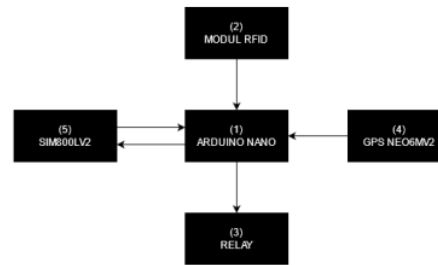 (2)
MODUL RFID
(5)
SIM800LV2
(1)
ARDUINO NANO
(4)
GPS NEO6MV2
(3)
RELAY